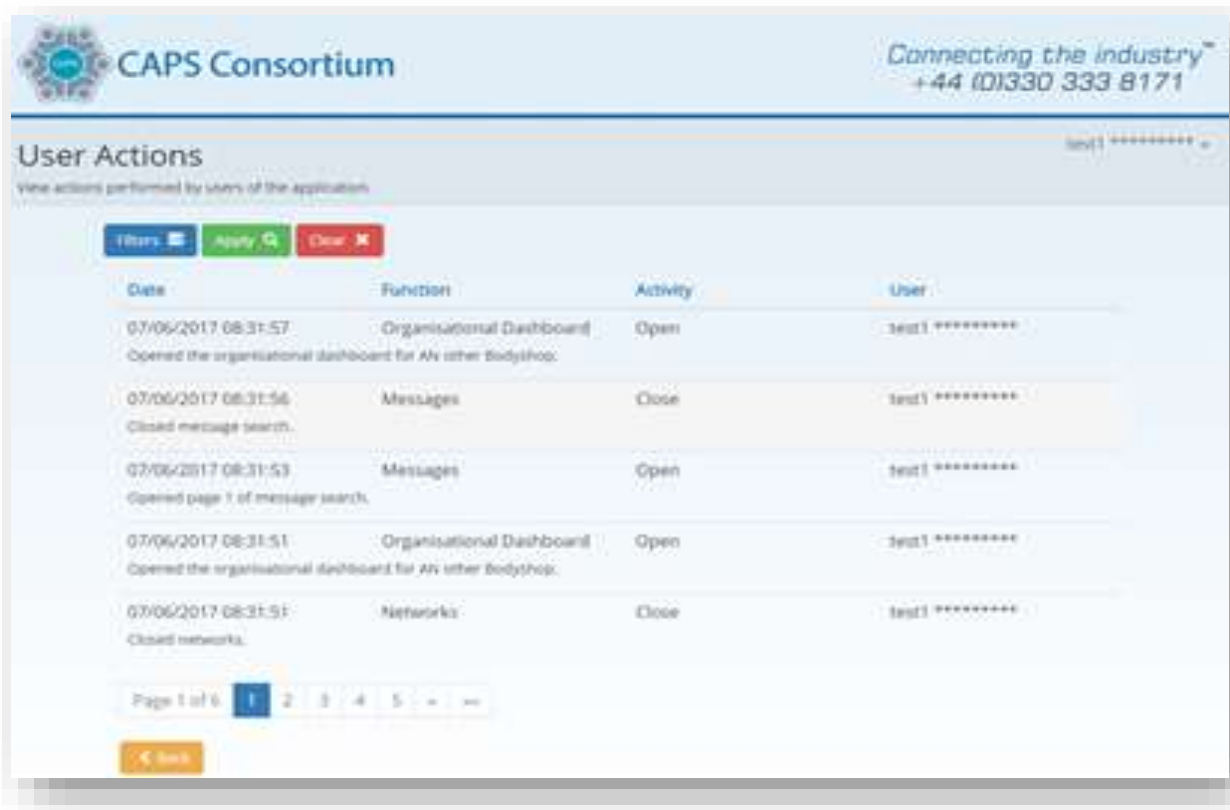 CAPS Consortium
Connecting the industry™
+44 (0)330 333 8171
User Actions
test1 *********
View actions performed by users of the application.
Filters Apply Clear
Date Function Activity User
07/06/2017 08:31:57 Organisational Dashboard Open test1 *********
Opened the organisational dashboard for AN other Bodyshop.
07/06/2017 08:31:56 Messages Close test1 *********
Closed message search.
07/06/2017 08:31:53 Messages Open test1 *********
Opened page 1 of message search.
07/06/2017 08:31:51 Organisational Dashboard Open test1 *********
Opened the organisational dashboard for AN other Bodyshop.
07/06/2017 08:31:51 Networks Close test1 *********
Closed networks.
Page 1 of 6 1 2 3 4 5 » »»
Back